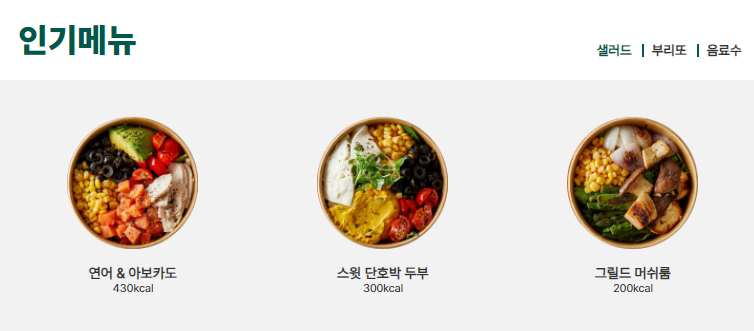 인기메뉴
샐러드 | 부리또 | 음료수
연어 & 아보카도
430kcal
스윗 단호박 두부
300kcal
그릴드 머쉬룸
200kcal